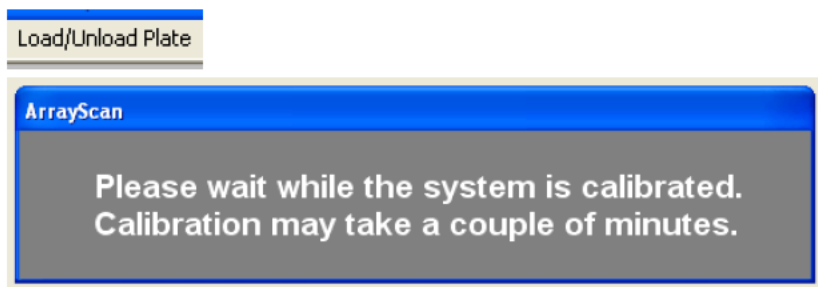 Load/Unload Plate
ArrayScan
Please wait while the system is calibrated.
Calibration may take a couple of minutes.